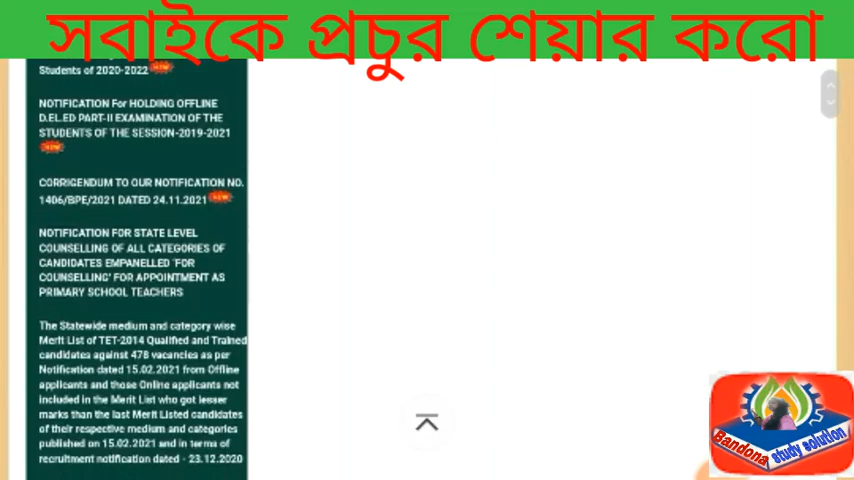 সবাইকে প্রচুর শেয়ার করো
Students of 2020-2022 NEW
NOTIFICATION For HOLDING OFFLINE
D.EL.ED PART-II EXAMINATION OF THE
STUDENTS OF THE SESSION-2019-2021
NEW
CORRIGENDUM TO OUR NOTIFICATION NO.
1406/BPE/2021 DATED 24.11.2021 NEW
NOTIFICATION FOR STATE LEVEL
COUNSELLING OF ALL CATEGORIES OF
CANDIDATES EMPANELLED 'FOR
COUNSELLING' FOR APPOINTMENT AS
PRIMARY SCHOOL TEACHERS
The Statewide medium and category wise
Merit List of TET-2014 Qualified and Trained
candidates against 478 vacancies as per
Notification dated 15.02.2021 from Offline
applicants and those Online applicants not
included in the Merit List who got lesser
marks than the last Merit Listed candidates
of their respective medium and categories
published on 15.02.2021 and in terms of
recruitment notification dated - 23.12.2020
Bandona study solution